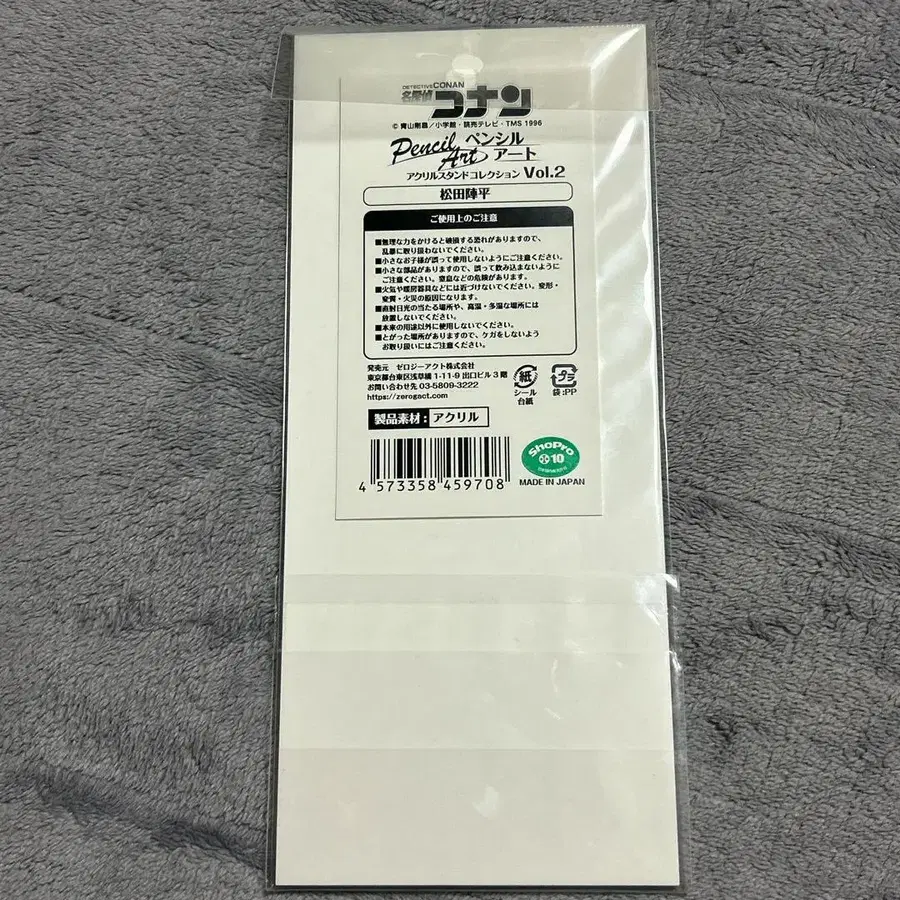 DETECTIVE CONAN
名探偵コナン
© 青山剛昌／小学館・読売テレビ・TMS 1996
Pencil Art ペンシルアート
アクリルスタンドコレクション Vol.2
松田陣平
ご使用上のご注意
■無理な力をかけると破損する恐れがありますので、
乱暴に取り扱わないでください。
■小さなお子様が誤って使用しないようにご注意ください。
■小さな部品がありますので、誤って飲み込まないように
ご注意ください。窒息などの危険があります。
■火気や暖房器具などには近づけないでください。変形・
変質・火災の原因になります。
■直射日光の当たる場所や、高温・多湿な場所には
放置しないでください。
■本来の用途以外に使用しないでください。
■とがった場所がありますので、ケガをしないよう
お取り扱いにはご注意ください。
発売元 ゼロジーアクト株式会社
東京都台東区浅草橋1-11-9 出口ビル3階
お問い合わせ先 03-5809-3222
https://zerogact.com
紙
シール
台紙
プラ
袋:PP
製品素材：アクリル
ShoPro
10
4 573358 459708
MADE IN JAPAN